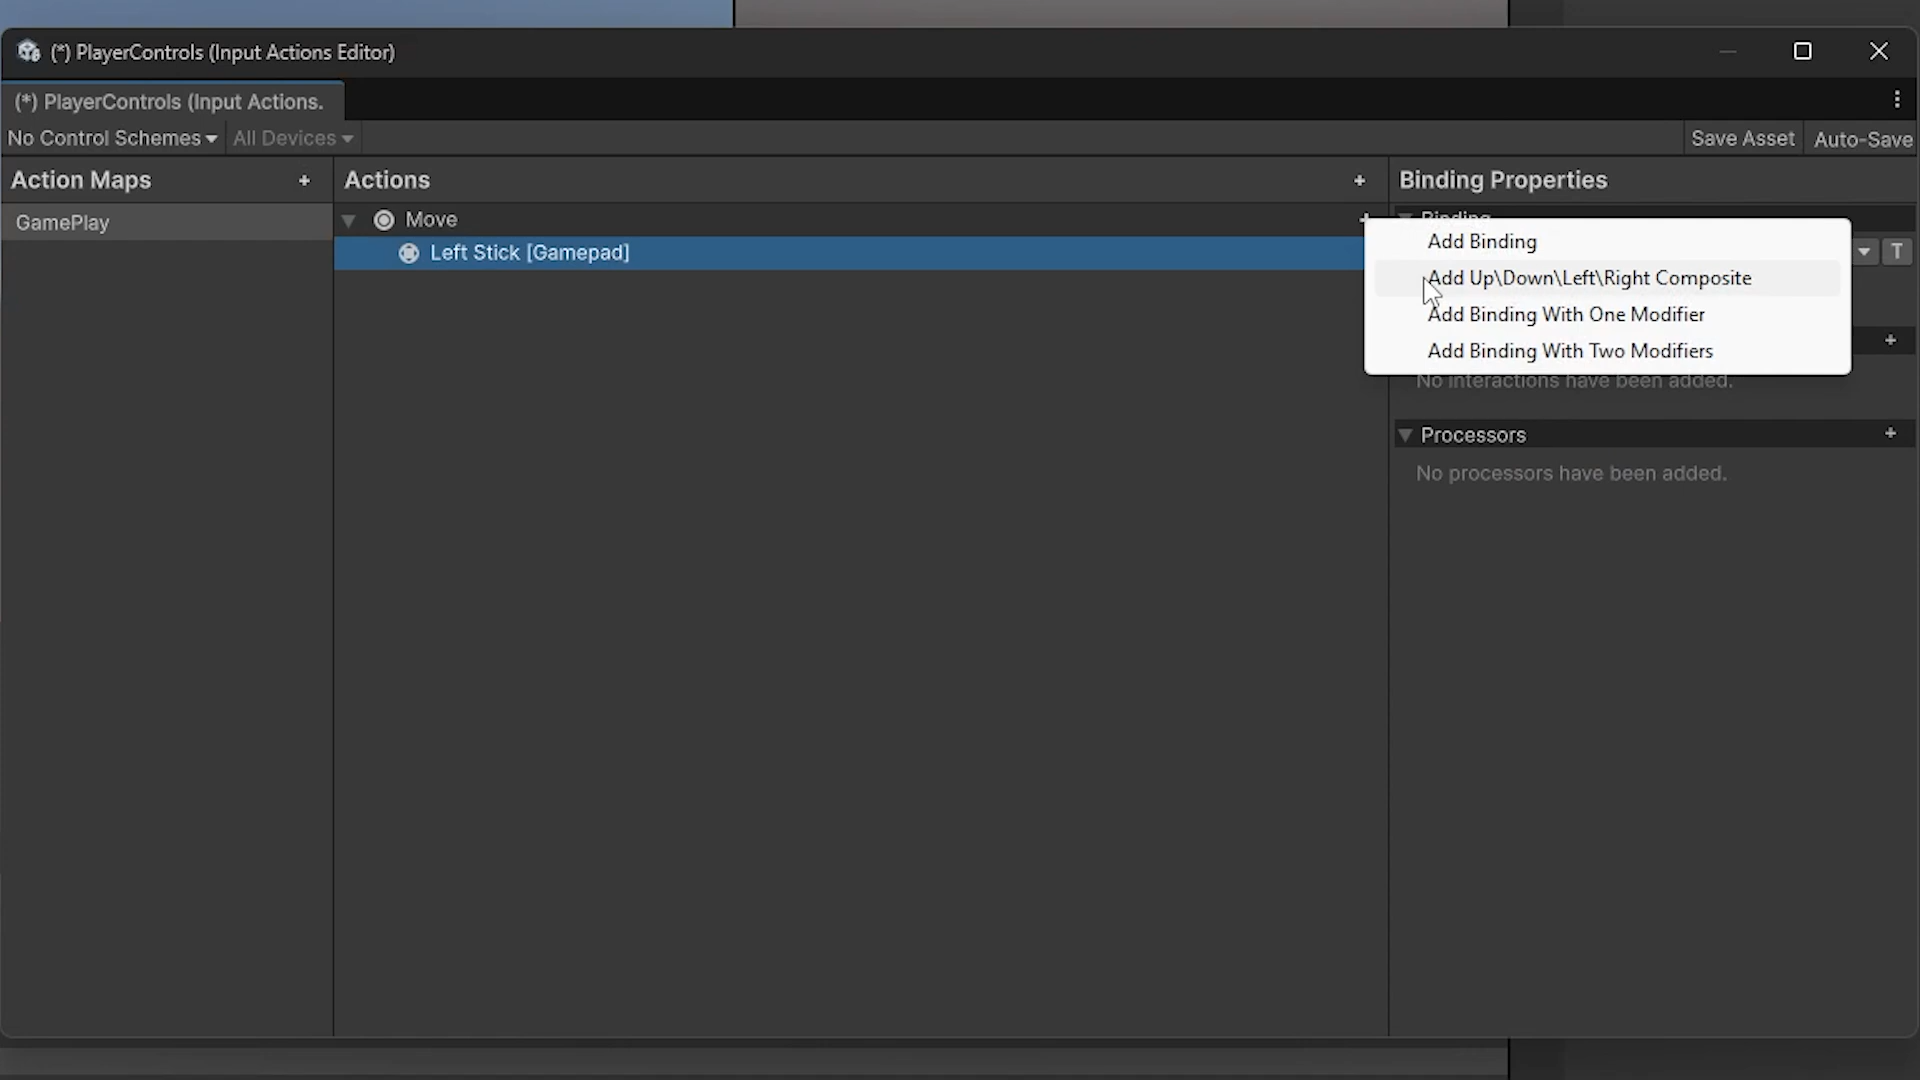 (*) PlayerControls (Input Actions Editor)
(*) PlayerControls (Input Actions.
No Control Schemes
All Devices
Save Asset
Auto-Save
Action Maps
+
Actions
+
Binding Properties
GamePlay
Move
+
Binding
Left Stick [Gamepad]
T
Add Binding
Add Up\Down\Left\Right Composite
Add Binding With One Modifier
Add Binding With Two Modifiers
+
No interactions have been added.
Processors
+
No processors have been added.